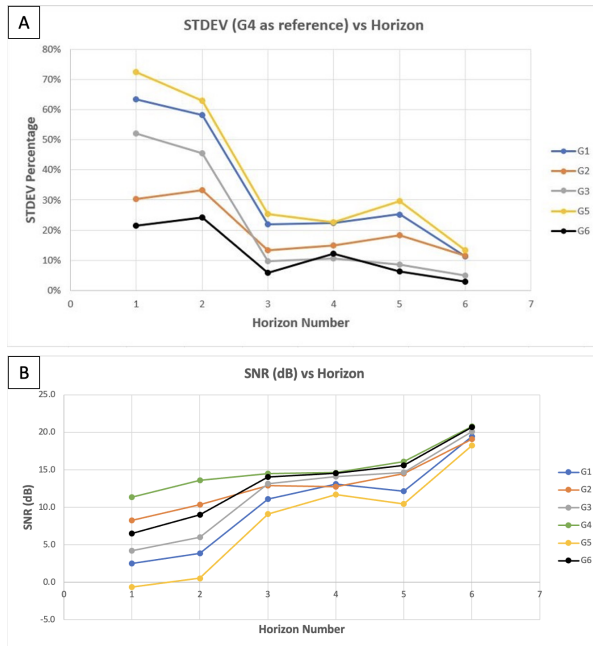 A
STDEV (G4 as reference) vs Horizon
80%
70%
60%
50%
40%
30%
20%
10%
0%
STDEV Percentage
0 1 2 3 4 5 6 7
Horizon Number
G1
G2
G3
G5
G6
B
SNR (dB) vs Horizon
25.0
20.0
15.0
10.0
5.0
0.0
-5.0
SNR (dB)
0 1 2 3 4 5 6 7
Horizon Number
G1
G2
G3
G4
G5
G6